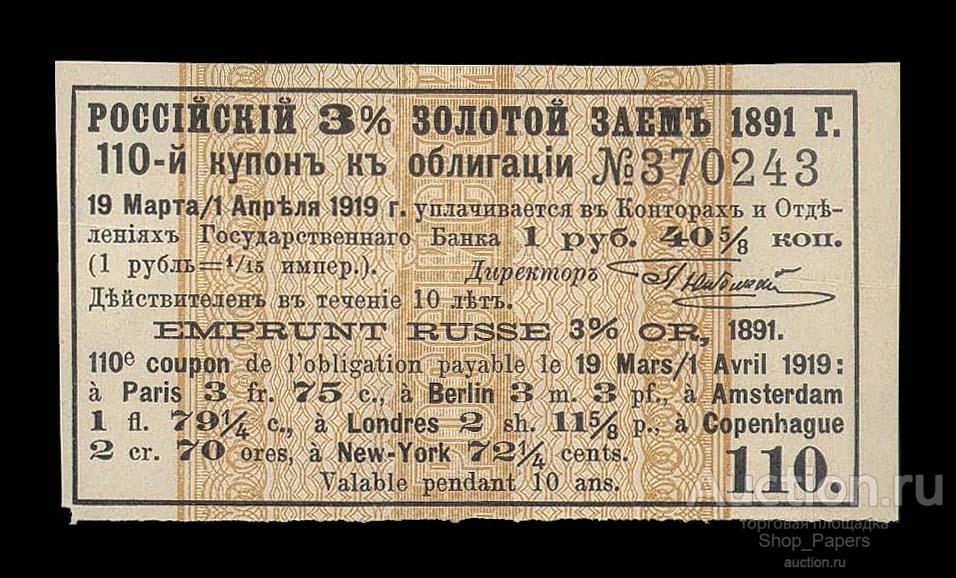 РОССІЙСКІЙ 3% ЗОЛОТОЙ ЗАЕМЪ 1891 Г.
110-й купонъ къ облигаціи №370243
19 Марта/1 Апрѣля 1919 г. уплачивается въ Конторахъ и Отдѣ-
леніяхъ Государственнаго Банка 1 руб. 40⅝ коп.
(1 рубль=1/15 импер.). Директоръ
Дѣйствителенъ въ теченіе 10 лѣтъ.
EMPRUNT RUSSE 3% OR, 1891.
110e coupon de l'obligation payable le 19 Mars/1 Avril 1919:
à Paris 3 fr. 75 c., à Berlin 3 m. 3 pf., à Amsterdam
1 fl. 79¼ c., à Londres 2 sh. 11⅝ p., à Copenhague
2 cr. 70 ores, à New-York 72¼ cents.
Valable pendant 10 ans.
110.
Auction.ru
торговая площадка
Shop_Papers
auction.ru